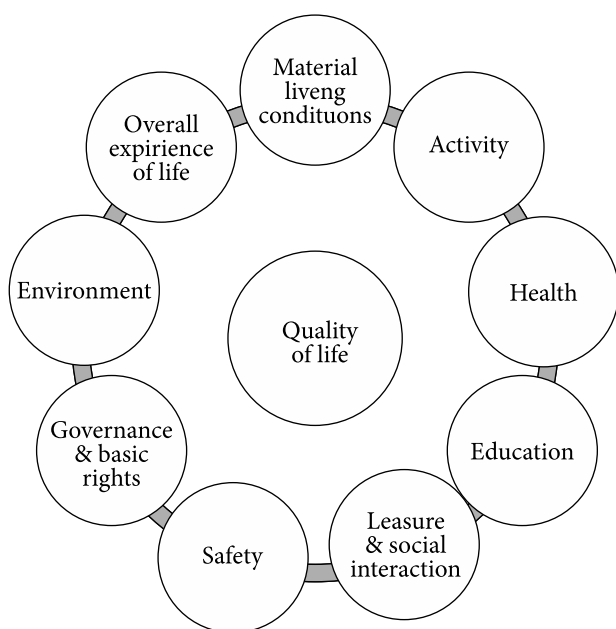 Material
liveng
condituons
Activity
Health
Education
Leasure
& social
interaction
Safety
Governance
& basic
rights
Environment
Overall
expirience
of life
Quality
of life